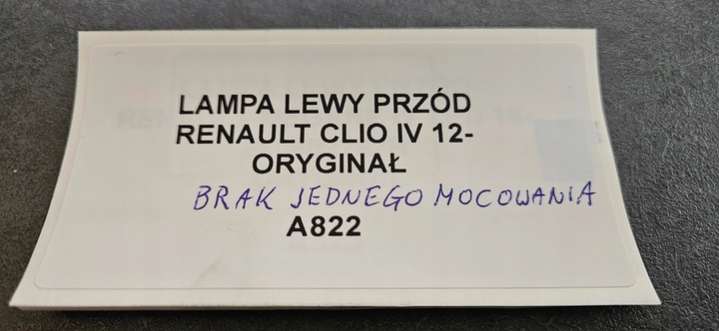 LAMPA LEWY PRZÓD
RENAULT CLIO IV 12-
ORYGINAŁ
BRAK JEDNEGO MOCOWANIA
A822